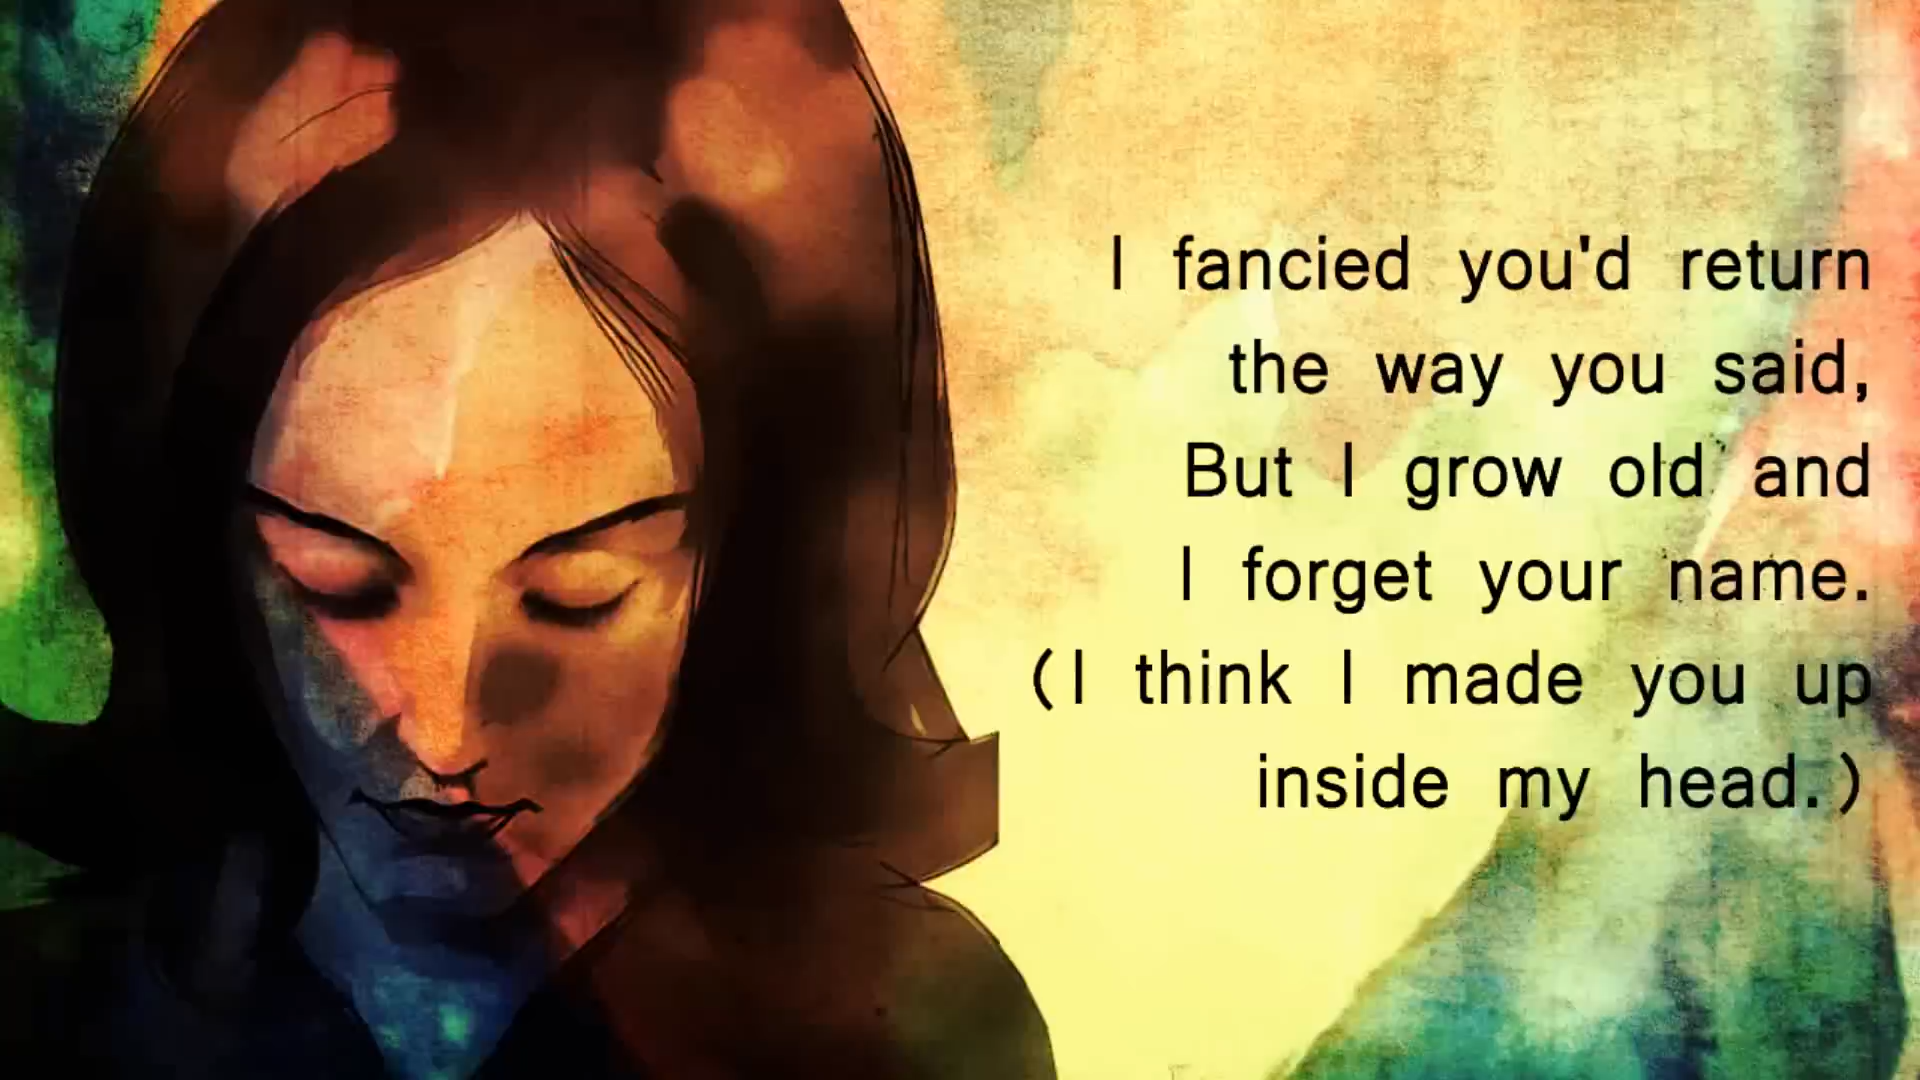 I fancied you'd return
the way you said,
But I grow old and
I forget your name.
(I think I made you up
inside my head.)